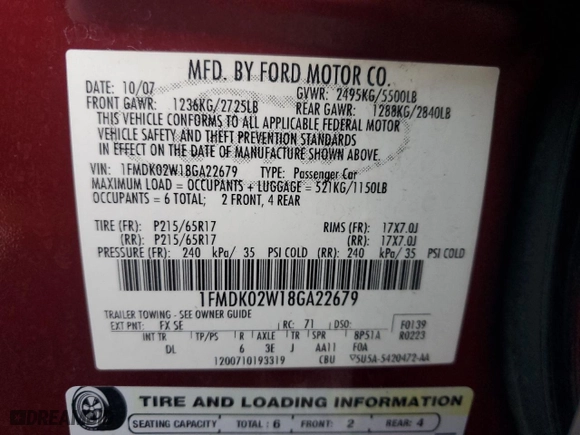 MFD. BY FORD MOTOR CO.
DATE: 10/07 GVWR: 2495KG/5500LB
FRONT GAWR: 1236KG/2725LB REAR GAWR: 1288KG/2840LB
THIS VEHICLE CONFORMS TO ALL APPLICABLE FEDERAL MOTOR
VEHICLE SAFETY AND THEFT PREVENTION STANDARDS
IN EFFECT ON THE DATE OF MANUFACTURE SHOWN ABOVE.
VIN: 1FMDK02W18GA22679 TYPE: Passenger Car
MAXIMUM LOAD = OCCUPANTS + LUGGAGE = 521KG/1150LB
OCCUPANTS = 6 TOTAL; 2 FRONT, 4 REAR
TIRE (FR): P215/65R17 RIMS (FR): 17X7.0J
(RR): P215/65R17 (RR): 17X7.0J
PRESSURE (FR): 240 kPa/ 35 PSI COLD (RR): 240 kPa/ 35 PSI COLD
1FMDK02W18GA22679
TRAILER TOWING - SEE OWNER GUIDE
EXT PNT: FX SE RC: 71 DSO: F0139
INT TR TP/PS R AXLE TR SPR 8P51A R0223
DL 6 3E J AA11 F0A
1200710193319 CBU 5U5A-5420472-AA
TIRE AND LOADING INFORMATION
SEATING CAPACITY TOTAL: 6 FRONT: 2 REAR: 4